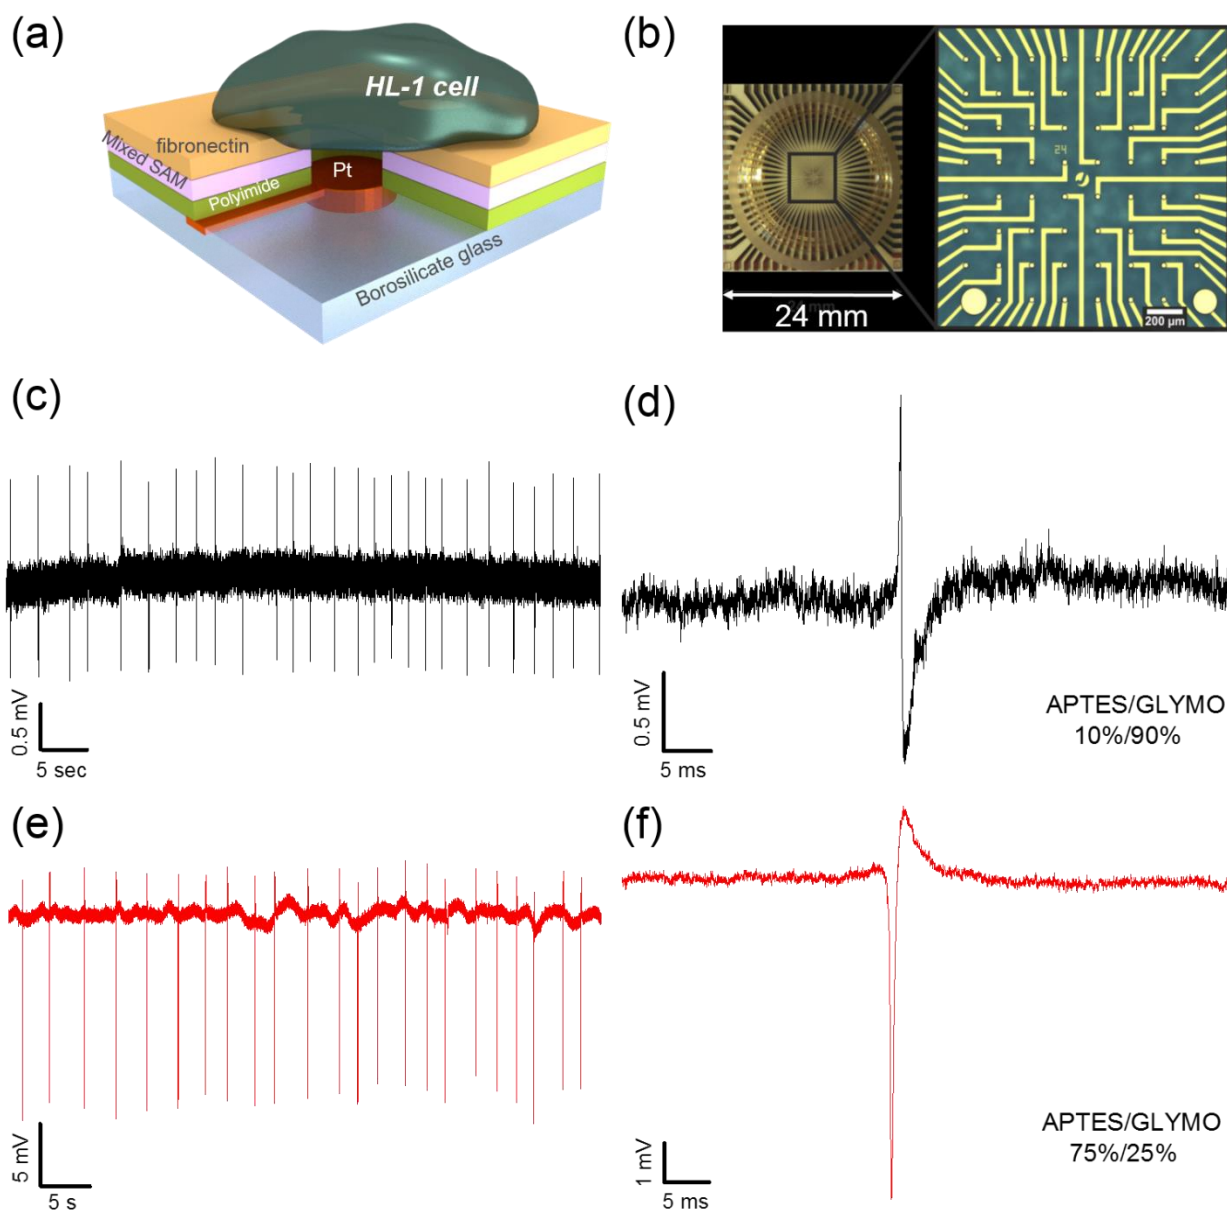 (a)
HL-1 cell
fibronectin
Mixed SAM
Polyimide
Pt
Borosilicate glass
(b)
24 mm
24
200 µm
(c)
0.5 mV
5 sec
(d)
0.5 mV
5 ms
APTES/GLYMO
10%/90%
(e)
5 mV
5 s
(f)
1 mV
5 ms
APTES/GLYMO
75%/25%